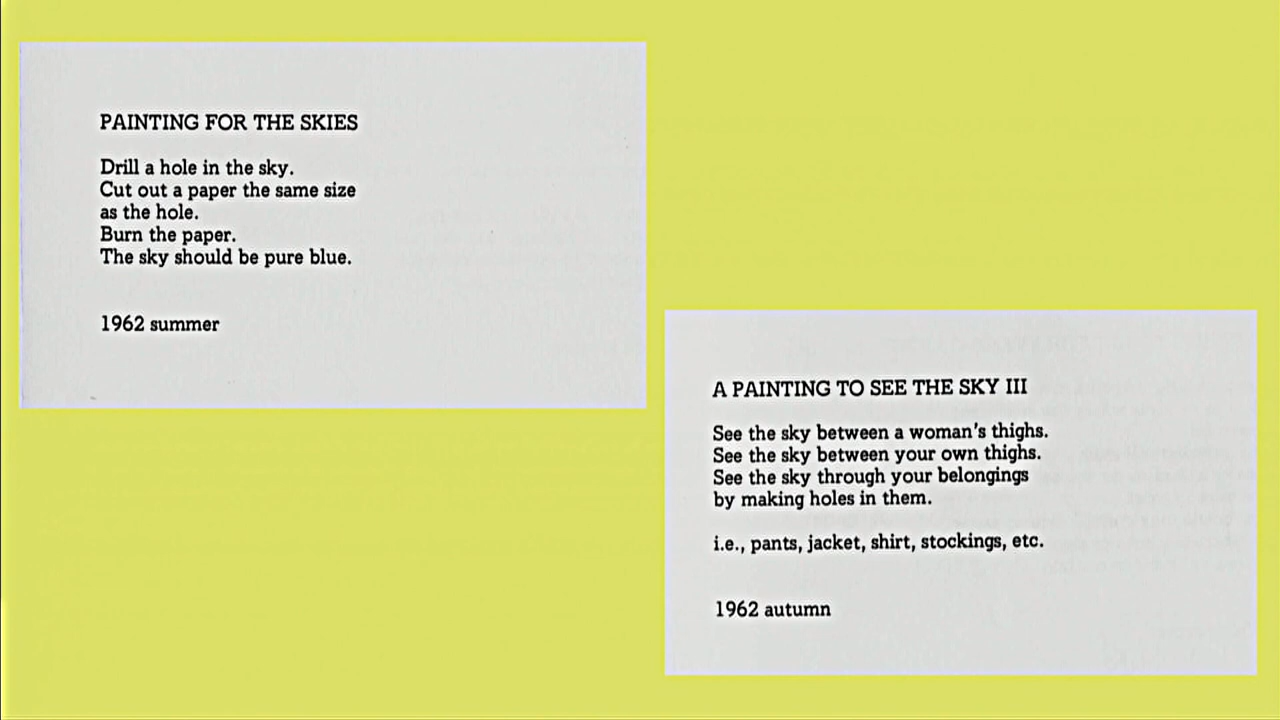 PAINTING FOR THE SKIES
Drill a hole in the sky.
Cut out a paper the same size
as the hole.
Burn the paper.
The sky should be pure blue.
1962 summer
A PAINTING TO SEE THE SKY III
See the sky between a woman's thighs.
See the sky between your own thighs.
See the sky through your belongings
by making holes in them.
i.e., pants, jacket, shirt, stockings, etc.
1962 autumn